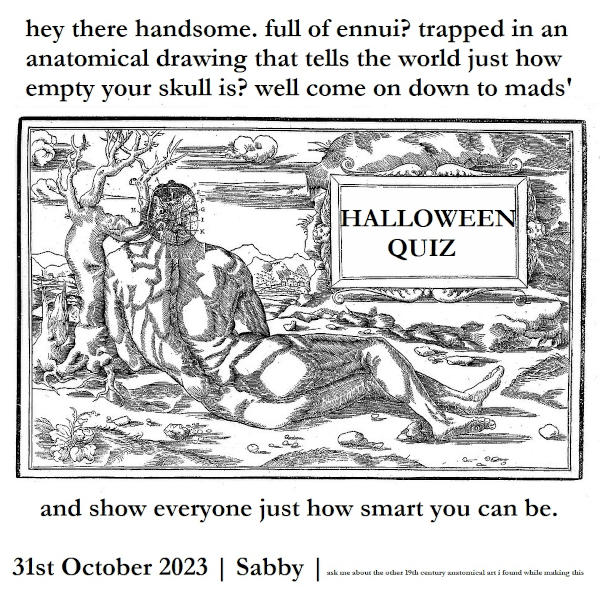 hey there handsome. full of ennui? trapped in an
anatomical drawing that tells the world just how
empty your skull is? well come on down to mads'
HALLOWEEN
QUIZ
and show everyone just how smart you can be.
31st October 2023 | Sabby | ask me about the other 19th century anatomical art i found while making this